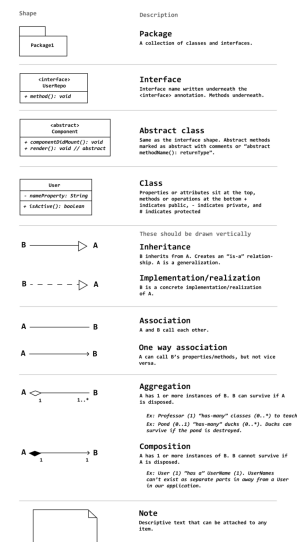 Shape
Description
Package1
Package
A collection of classes and interfaces.
<interface>
UserRepo
+ method(): void
Interface
Interface name written underneath the
<interface> annotation. Methods underneath.
<abstract>
Component
+ componentDidMount(): void
+ render(): void // abstract
Abstract class
Same as the interface shape. Abstract methods
marked as abstract with comments or "abstract
methodName(): returnType".
User
- nameProperty: String
+ isActive(): boolean
Class
Properties or attributes sit at the top,
methods or operations at the bottom +
indicates public, - indicates private, and
# indicates protected
These should be drawn vertically
B A
Inheritance
B inherits from A. Creates an "is-a" relation-
ship. A is a generalization.
B A
Implementation/realization
B is a concrete implementation/realization
of A.
A B
Association
A and B call each other.
A B
One way association
A can call B's properties/methods, but not vice
versa.
A B
1 1..*
Aggregation
A has 1 or more instances of B. B can survive if A
is disposed.
Ex: Professor (1) "has-many" classes (0..*) to teach
Ex: Pond (0..1) "has-many" ducks (0..*). Ducks can
survive if the pond is destroyed.
A B
1 1
Composition
A has 1 or more instances of B. B cannot survive if
A is disposed.
Ex: User (1) "has a" UserName (1). UserNames
can't exist as separate parts in away from a User
in our application.
Note
Descriptive text that can be attached to any
item.